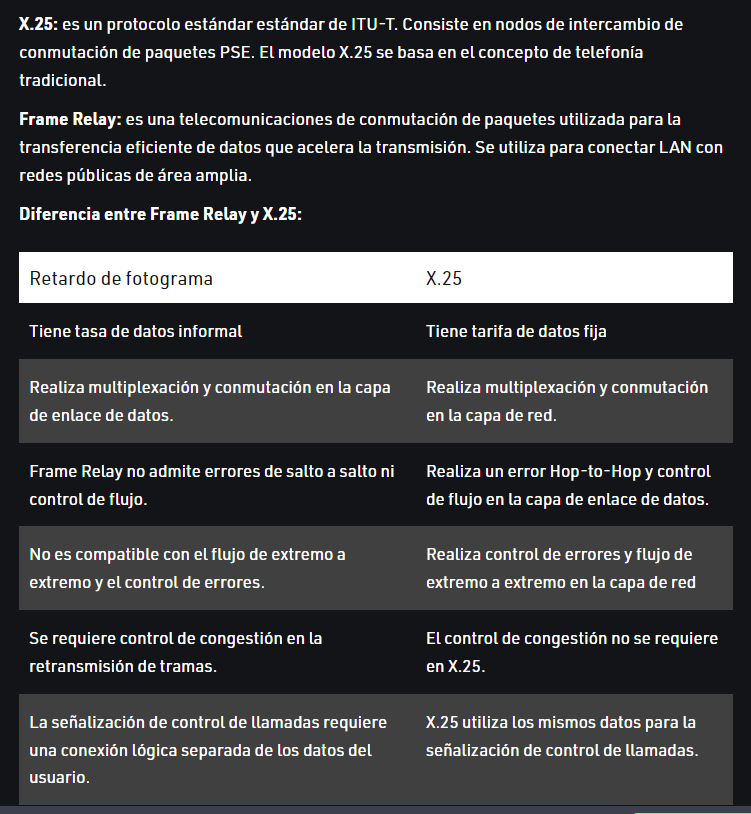 X.25: es un protocolo estándar estándar de ITU-T. Consiste en nodos de intercambio de
conmutación de paquetes PSE. El modelo X.25 se basa en el concepto de telefonía
tradicional.
Frame Relay: es una telecomunicaciones de conmutación de paquetes utilizada para la
transferencia eficiente de datos que acelera la transmisión. Se utiliza para conectar LAN con
redes públicas de área amplia.
Diferencia entre Frame Relay y X.25:
Retardo de fotograma X.25
Tiene tasa de datos informal Tiene tarifa de datos fija
Realiza multiplexación y conmutación en la capa
de enlace de datos.
Realiza multiplexación y conmutación
en la capa de red.
Frame Relay no admite errores de salto a salto ni
control de flujo.
Realiza un error Hop-to-Hop y control
de flujo en la capa de enlace de datos.
No es compatible con el flujo de extremo a
extremo y el control de errores.
Realiza control de errores y flujo de
extremo a extremo en la capa de red
Se requiere control de congestión en la
retransmisión de tramas.
El control de congestión no se requiere
en X.25.
La señalización de control de llamadas requiere
una conexión lógica separada de los datos del
usuario.
X.25 utiliza los mismos datos para la
señalización de control de llamadas.